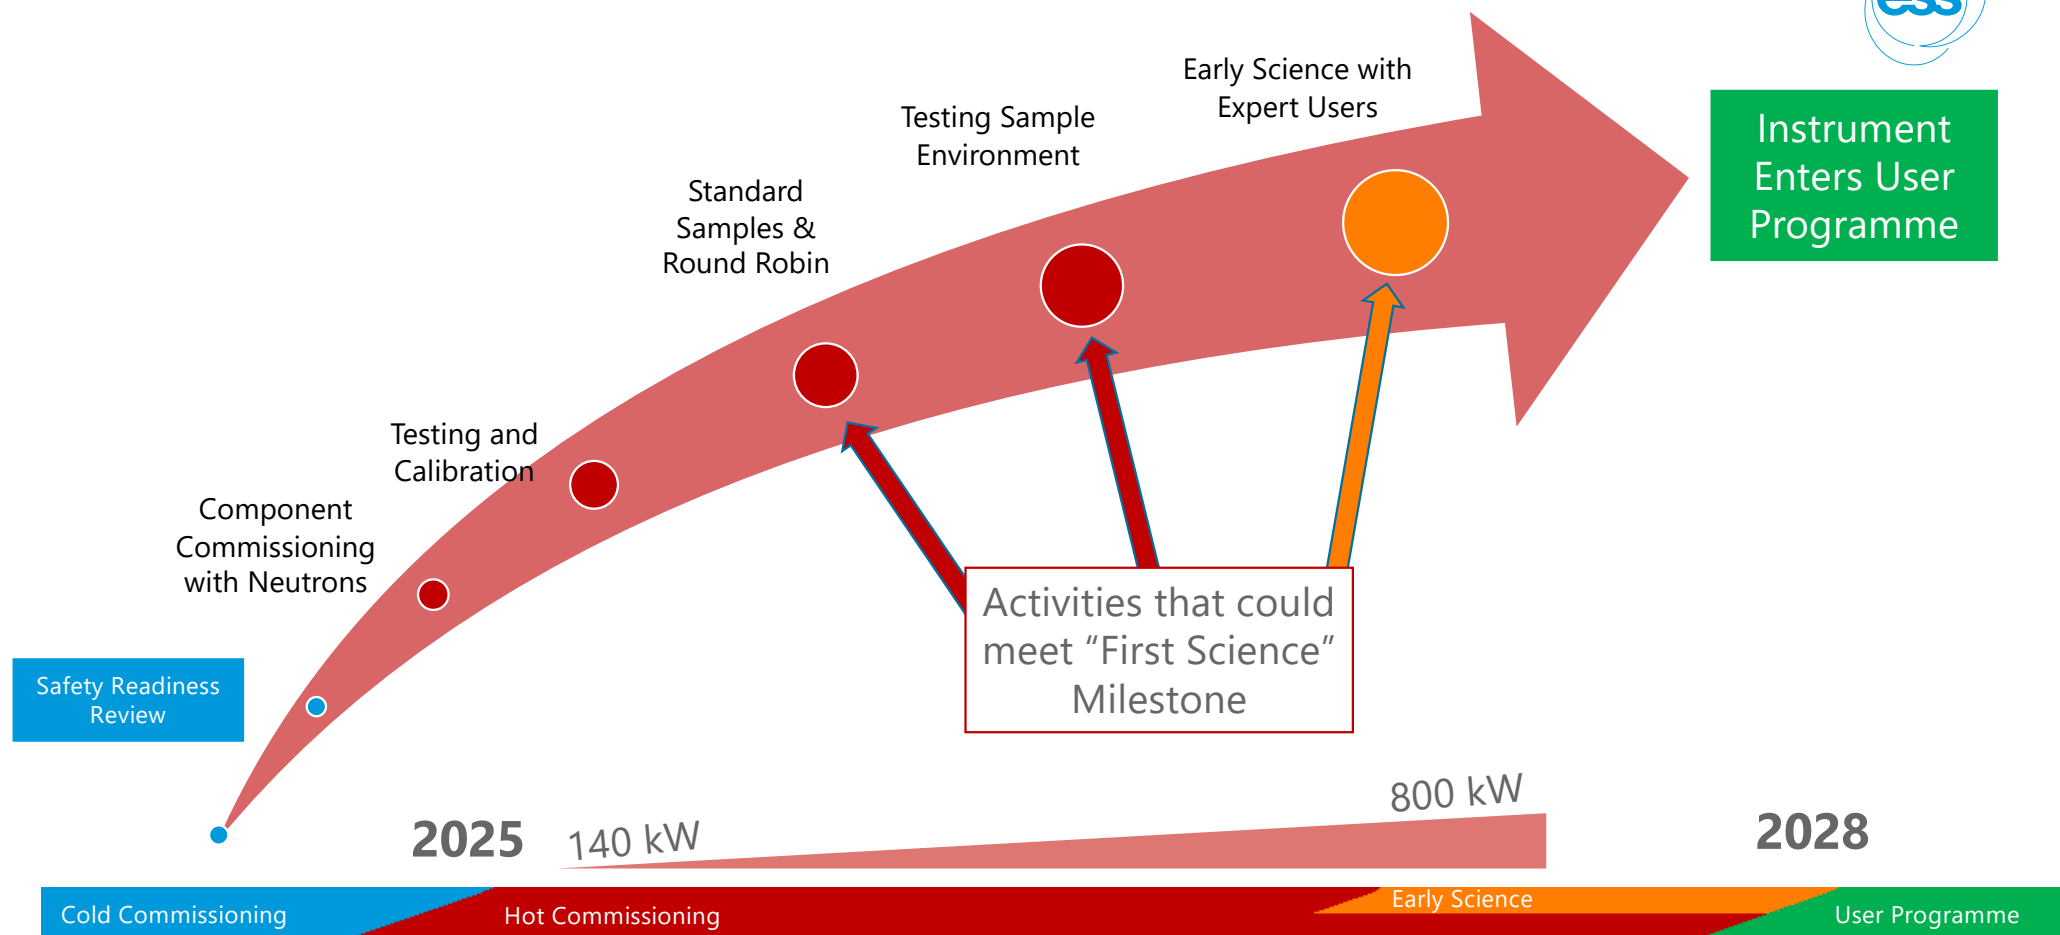 ess
Early Science with
Expert Users
Testing Sample
Environment
Instrument
Enters User
Programme
Standard
Samples &
Round Robin
Testing and
Calibration
Component
Commissioning
with Neutrons
Activities that could
meet “First Science”
Milestone
Safety Readiness
Review
2025
140 kW
800 kW
2028
Cold Commissioning
Hot Commissioning
Early Science
User Programme